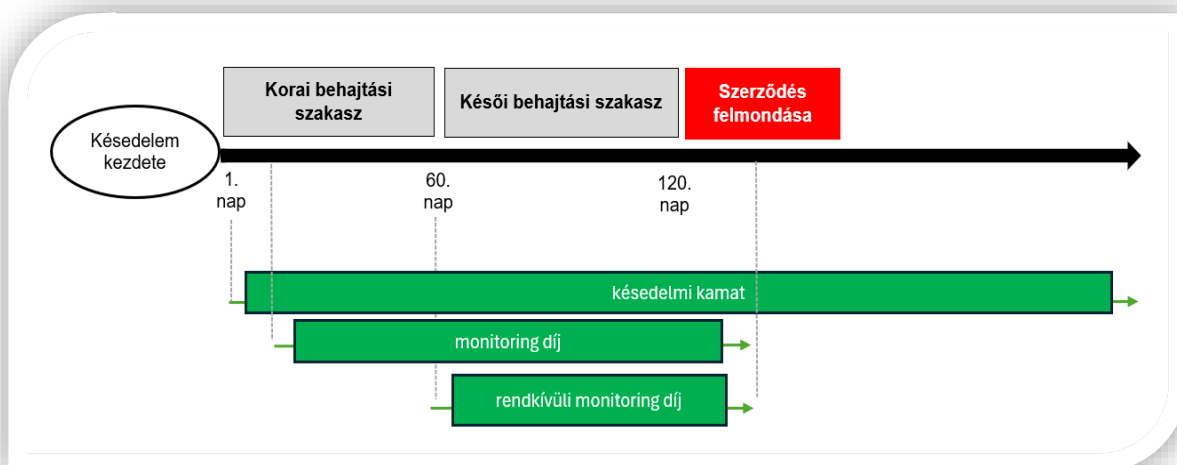 Korai behajtási
szakasz
Késői behajtási szakasz
Szerződés
felmondása
Késedelem
kezdete
1.
nap
60.
nap
120.
nap
késedelmi kamat
monitoring díj
rendkívüli monitoring díj